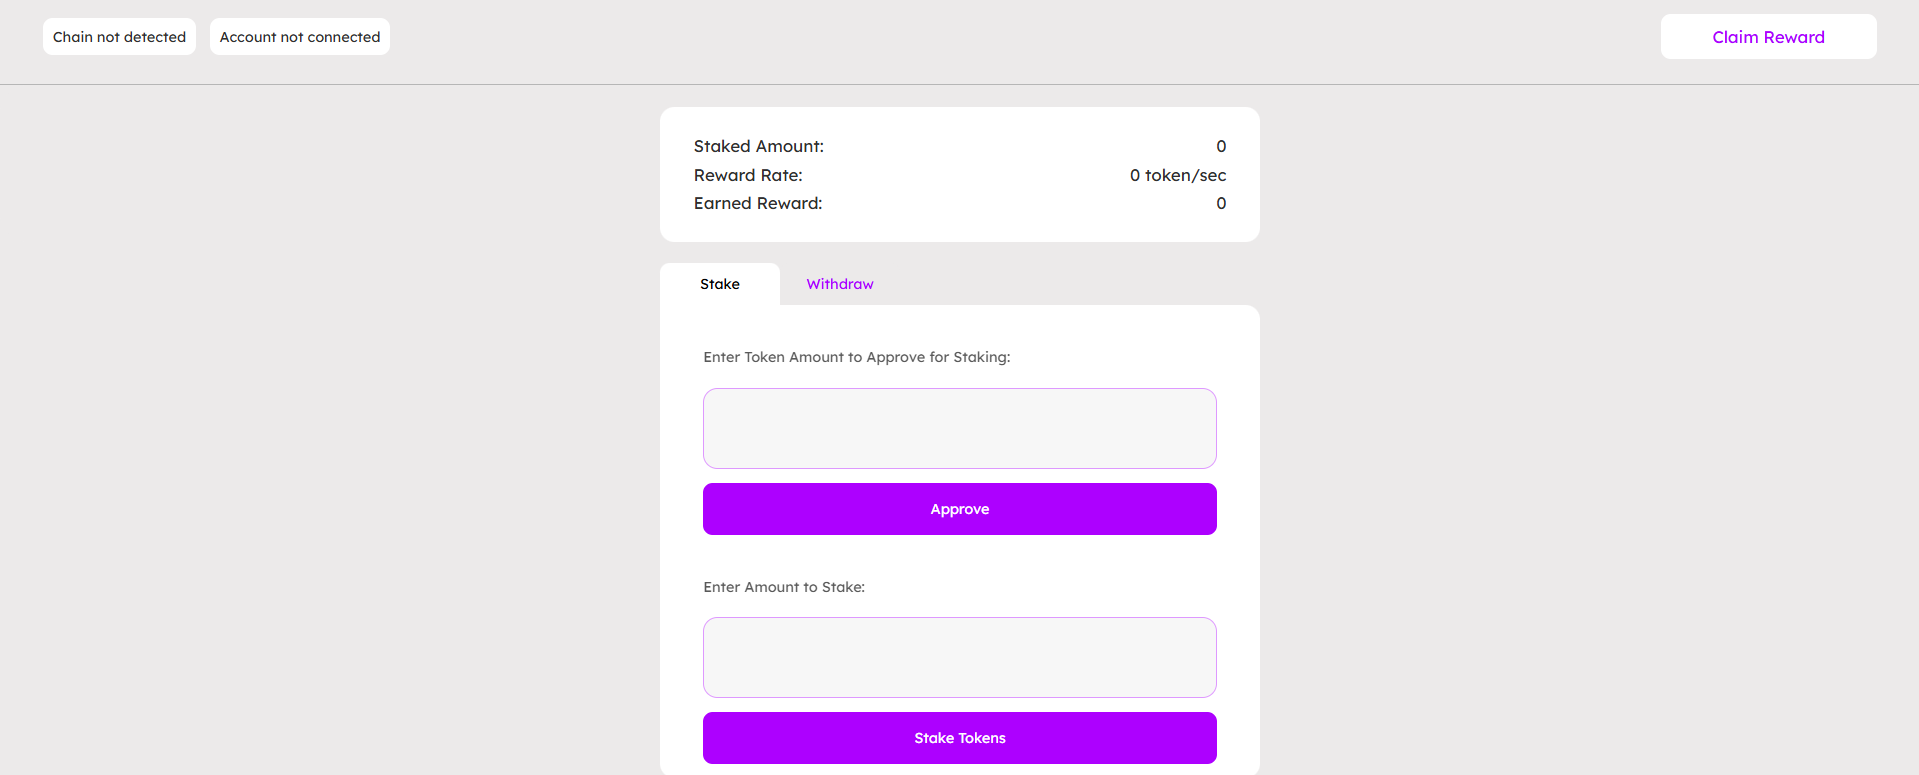 Chain not detected
Account not connected
Claim Reward
Staked Amount: 0
Reward Rate: 0 token/sec
Earned Reward: 0
Stake
Withdraw
Enter Token Amount to Approve for Staking:
Approve
Enter Amount to Stake:
Stake Tokens